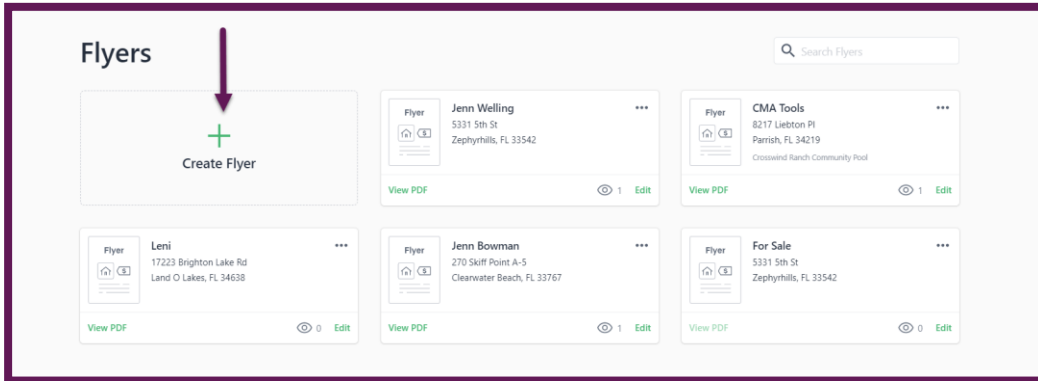 Flyers
Search Flyers
Create Flyer
Flyer
Jenn Welling
5331 5th St
Zephyrhills, FL 33542
View PDF
1 Edit
Flyer
CMA Tools
8217 Liebton Pl
Parrish, FL 34219
Crosswind Ranch Community Pool
View PDF
1 Edit
Flyer
Leni
17223 Brighton Lake Rd
Land O Lakes, FL 34638
View PDF
0 Edit
Flyer
Jenn Bowman
270 Skiff Point A-5
Clearwater Beach, FL 33767
View PDF
1 Edit
Flyer
For Sale
5331 5th St
Zephyrhills, FL 33542
View PDF
0 Edit